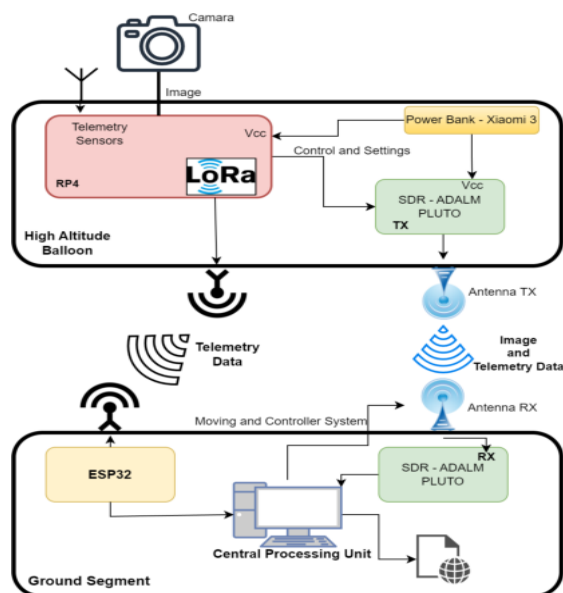 Camara
Image
Telemetry
Sensors
Vcc
RP4
LoRa
Power Bank - Xiaomi 3
Control and Settings
Vcc
SDR - ADALM
PLUTO
TX
High Altitude
Balloon
Antenna TX
Telemetry
Data
Image
and
Telemetry Data
Antenna RX
Moving and Controller System
ESP32
RX
SDR - ADALM
PLUTO
Central Processing Unit
Ground Segment